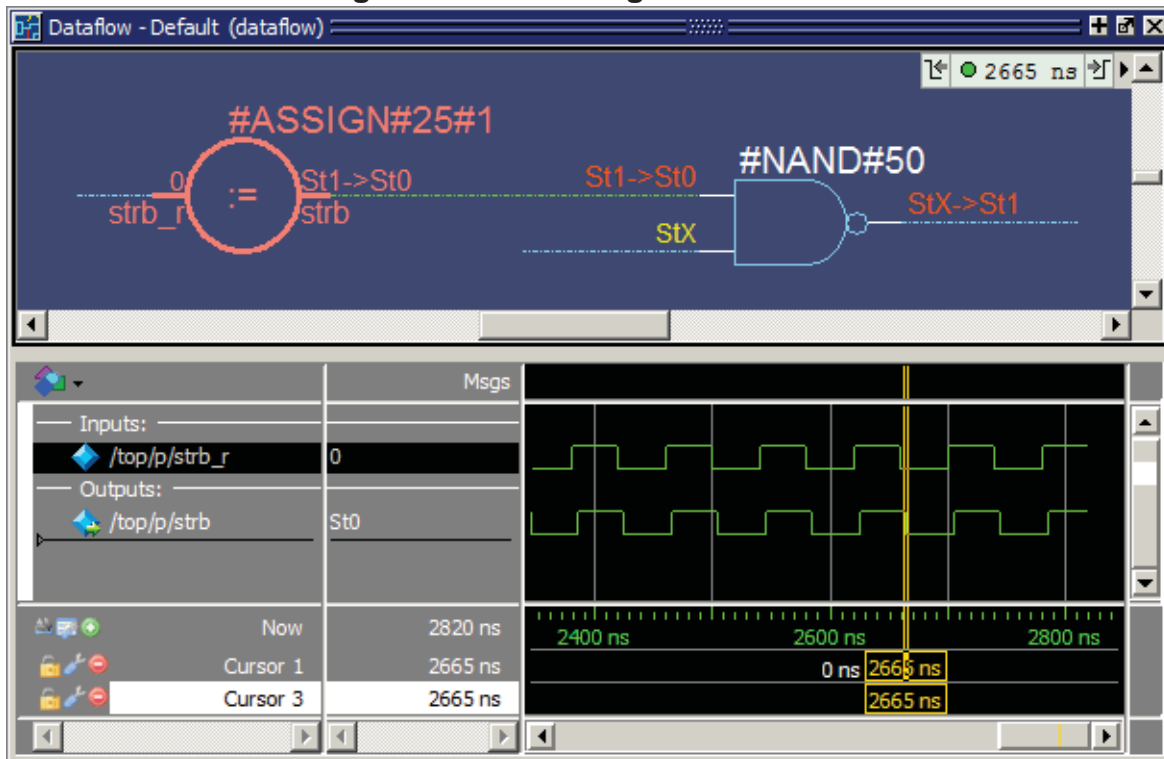 Dataflow - Default (dataflow)
2665 ns
#ASSIGN#25#1
0 St1->St0
strb_r := strb
St1->St0
#NAND#50
StX->St1
StX
Msgs
Inputs:
/top/p/strb_r 0
Outputs:
/top/p/strb St0
Now 2820 ns 2400 ns 2600 ns 2800 ns
Cursor 1 2665 ns 0 ns 2665 ns
Cursor 3 2665 ns 2665 ns